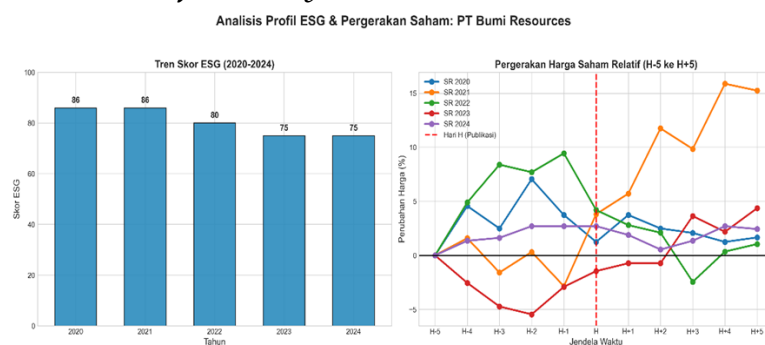 Analisis Profil ESG & Pergerakan Saham: PT Bumi Resources
Tren Skor ESG (2020-2024)
100
80
60
40
20
0
Skor ESG
86
86
80
75
75
2020
2021
2022
2023
2024
Tahun
Pergerakan Harga Saham Relatif (H-5 ke H+5)
SR 2020
SR 2021
SR 2022
SR 2023
SR 2024
Hari H (Publikasi)
15
10
5
0
−5
Perubahan Harga (%)
H-5
H-4
H-3
H-2
H-1
H
H+1
H+2
H+3
H+4
H+5
Jendela Waktu